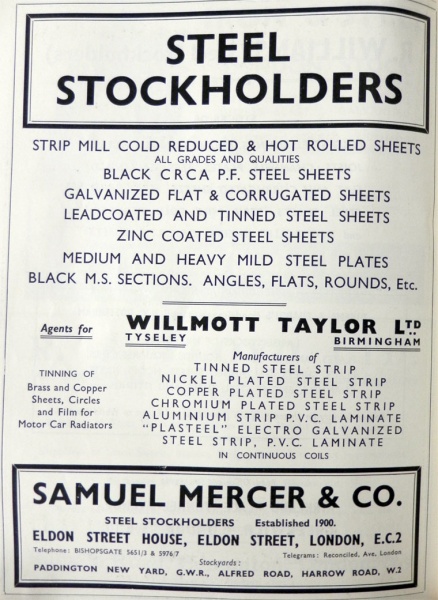 STEEL
STOCKHOLDERS
STRIP MILL COLD REDUCED & HOT ROLLED SHEETS
ALL GRADES AND QUALITIES
BLACK C R C A P.F. STEEL SHEETS
GALVANIZED FLAT & CORRUGATED SHEETS
LEADCOATED AND TINNED STEEL SHEETS
ZINC COATED STEEL SHEETS
MEDIUM AND HEAVY MILD STEEL PLATES
BLACK M.S. SECTIONS. ANGLES, FLATS, ROUNDS, Etc.
Agents for WILLMOTT TAYLOR LTD.
TYSELEY BIRMINGHAM
TINNING OF
Brass and Copper
Sheets, Circles
and Film for
Motor Car Radiators
Manufacturers of
TINNED STEEL STRIP
NICKEL PLATED STEEL STRIP
COPPER PLATED STEEL STRIP
CHROMIUM PLATED STEEL STRIP
ALUMINIUM STRIP P.V.C. LAMINATE
"PLASTEEL" ELECTRO GALVANIZED
STEEL STRIP, P.V.C. LAMINATE
IN CONTINUOUS COILS
SAMUEL MERCER & CO.
STEEL STOCKHOLDERS Established 1900.
ELDON STREET HOUSE, ELDON STREET, LONDON, E.C.2
Telephone: BISHOPSGATE 5651/3 & 5976/7 Telegrams: Reconciled, Ave. London
Stockyards:
PADDINGTON NEW YARD, G.W.R., ALFRED ROAD, HARROW ROAD, W.2